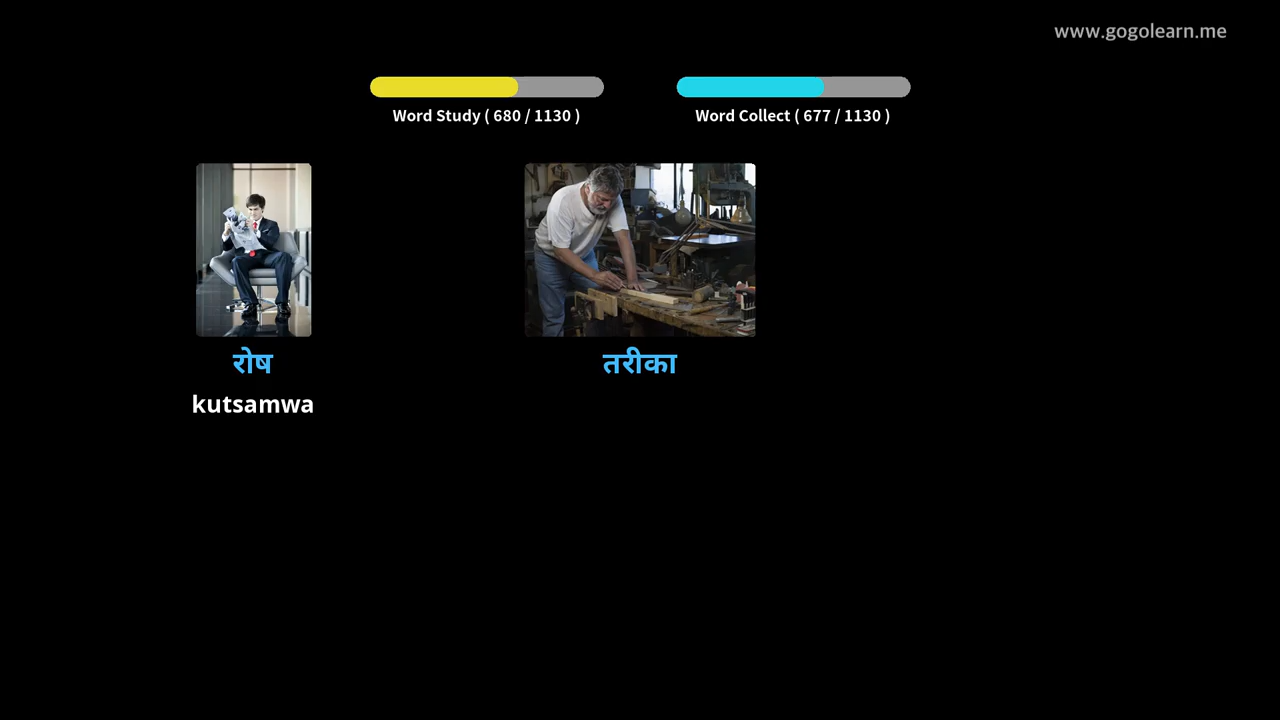 www.gogolearn.me
Word Study ( 680 / 1130 )
Word Collect ( 677 / 1130 )
रोष
तरीका
kutsamwa